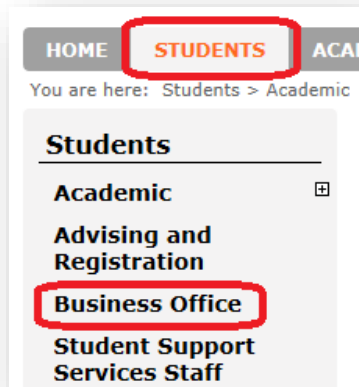 HOME STUDENTS
You are here: Students > Academic
Students
Academic
Advising and
Registration
Business Office
Student Support
Services Staff